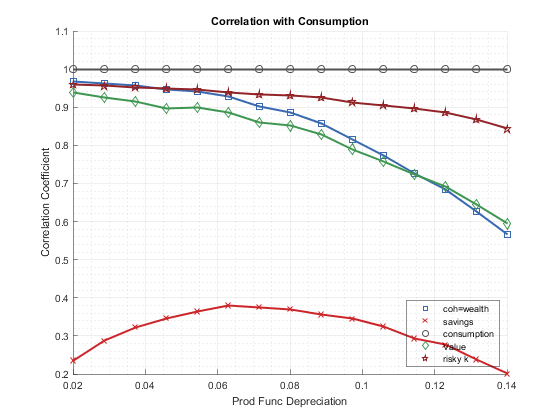 Correlation with Consumption
1.1
1
0.9
0.8
0.7
0.6
0.5
0.4
0.3
0.2
Correlation Coefficient
coh=wealth
savings
consumption
value
risky k
0.02
0.04
0.06
0.08
0.1
0.12
0.14
Prod Func Depreciation